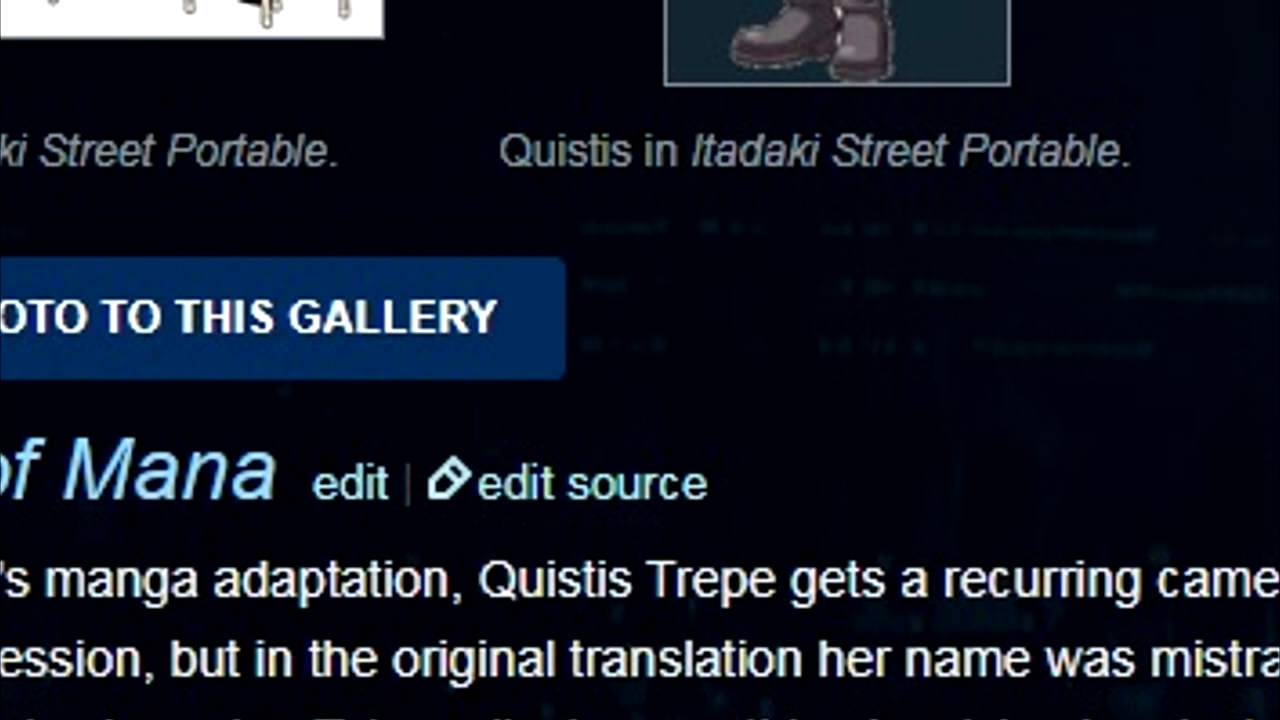 ki Street Portable.
Quistis in Itadaki Street Portable.
OTO TO THIS GALLERY
of Mana edit | edit source
's manga adaptation, Quistis Trepe gets a recurring came
ession, but in the original translation her name was mistra